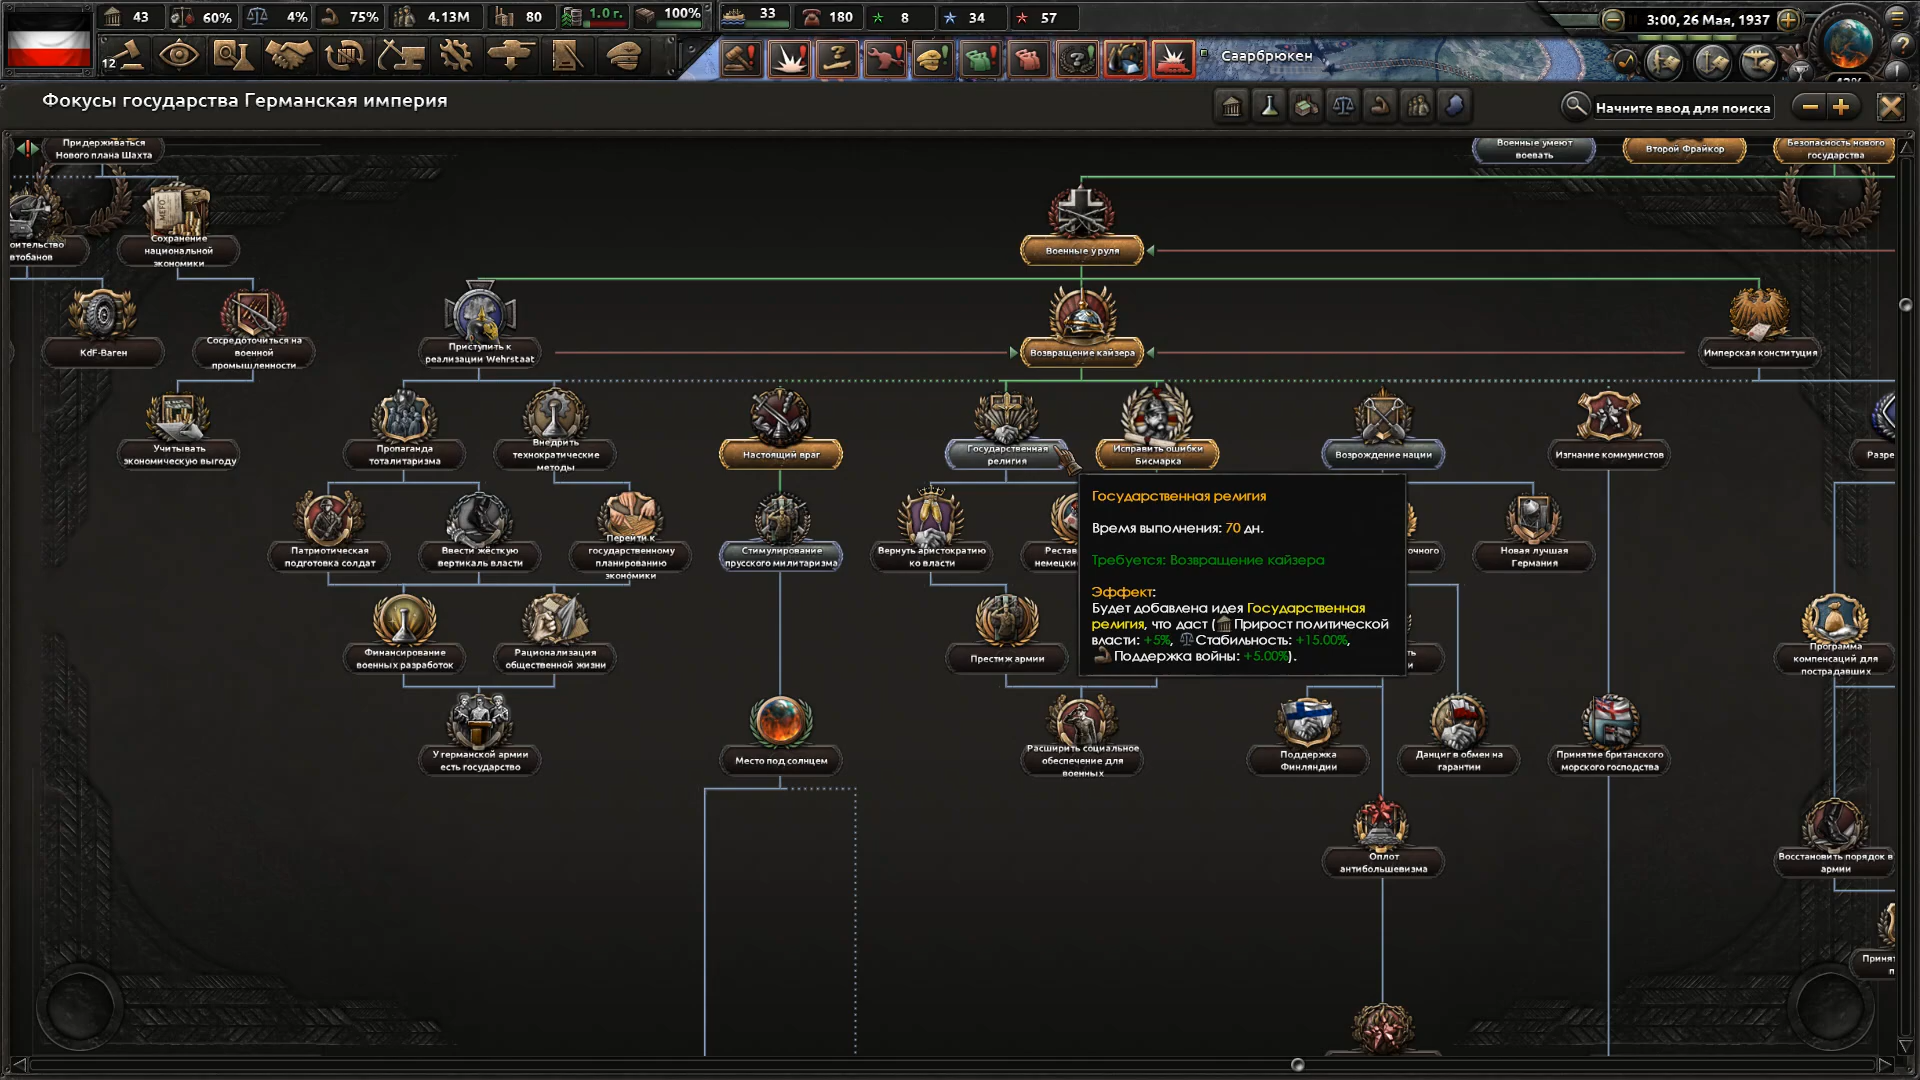 43
60%
4%
75%
4.13M
80
1.0 г.
100%
33
180
8
34
57
3:00, 26 Мая, 1937
12
Саарбрюкен
Фокусы государства Германская империя
Начните ввод для поиска
Придерживаться
Нового плана Шахта
Военные умеют
воевать
Второй Фрайкор
Безопасность нового
государства
MEFO
Сохранение
национальной
экономики
Военные у руля
KdF-Ваген
Сосредоточиться на
военной
промышленности
Приступить к
реализации Wehrstaat
Возвращение кайзера
Имперская конституция
Учитывать
экономическую выгоду
Пропаганда
тоталитаризма
Внедрить
технократические
методы
Настоящий враг
Государственная
религия
Исправить ошибки
Бисмарка
Возрождение нации
Изгнание коммунистов
Разре
Государственная религия
Время выполнения: 70 дн.
Требуется: Возвращение кайзера
Эффект:
Будет добавлена идея Государственная
религия, что даст (Прирост политической
власти: +5%, Стабильность: +15.00%,
Поддержка войны: +5.00%).
Патриотическая
подготовка солдат
Ввести жёсткую
вертикаль власти
Перейти к
государственному
планированию
экономики
Стимулирование
прусского милитаризма
Вернуть аристократию
ко власти
Рестав
немецки
очного
Новая лучшая
Германия
Финансирование
военных разработок
Рационализация
общественной жизни
Престиж армии
Программа
компенсаций для
пострадавших
У германской армии
есть государство
Место под солнцем
Расширить социальное
обеспечение для
военных
Поддержка
Финляндии
Данциг в обмен на
гарантии
Принятие британского
морского господства
Оплот
антибольшевизма
Восстановить порядок в
армии